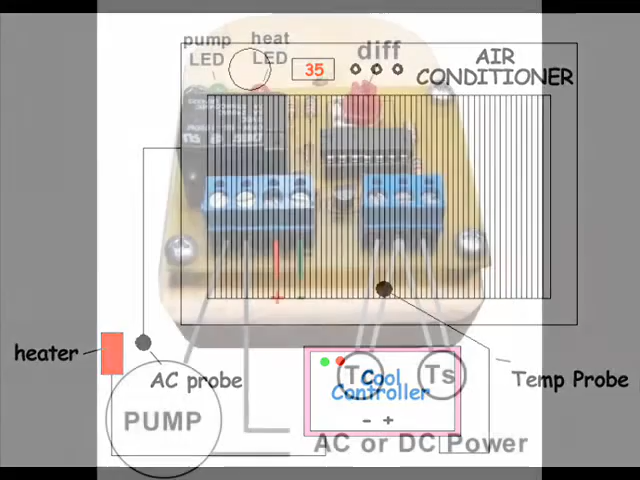 pump
LED
heat
LED
35
diff
AIR
CONDITIONER
heater
AC probe
PUMP
Cool
Controller
- +
Ts
Temp Probe
AC or DC Power